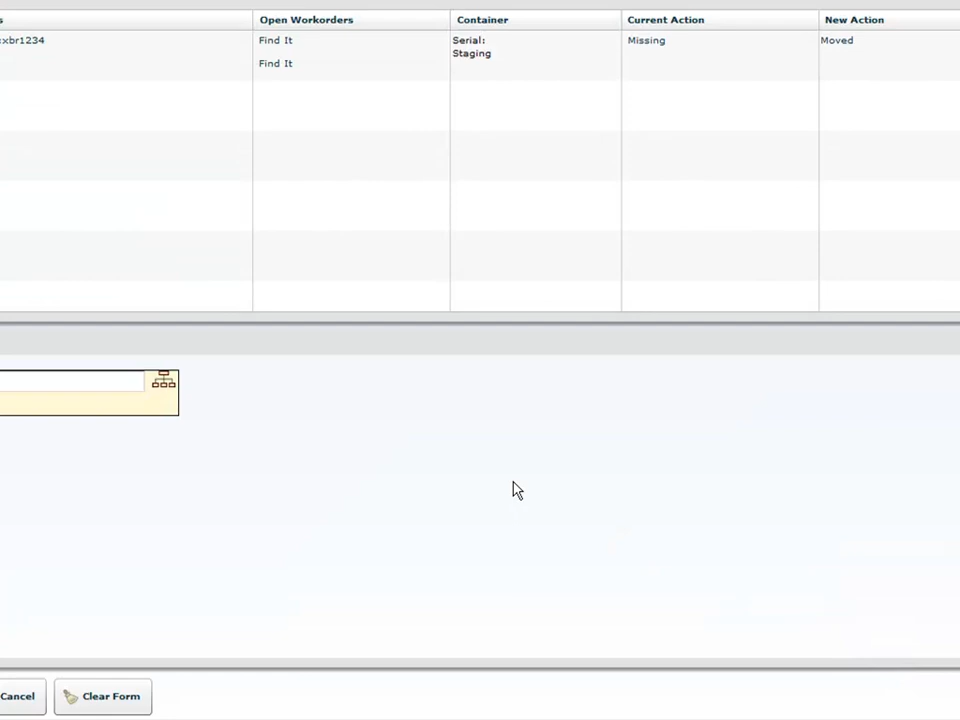 s Open Workorders Container Current Action New Action
xbr1234 Find It Serial: Missing Moved
Staging
Find It
Cancel Clear Form